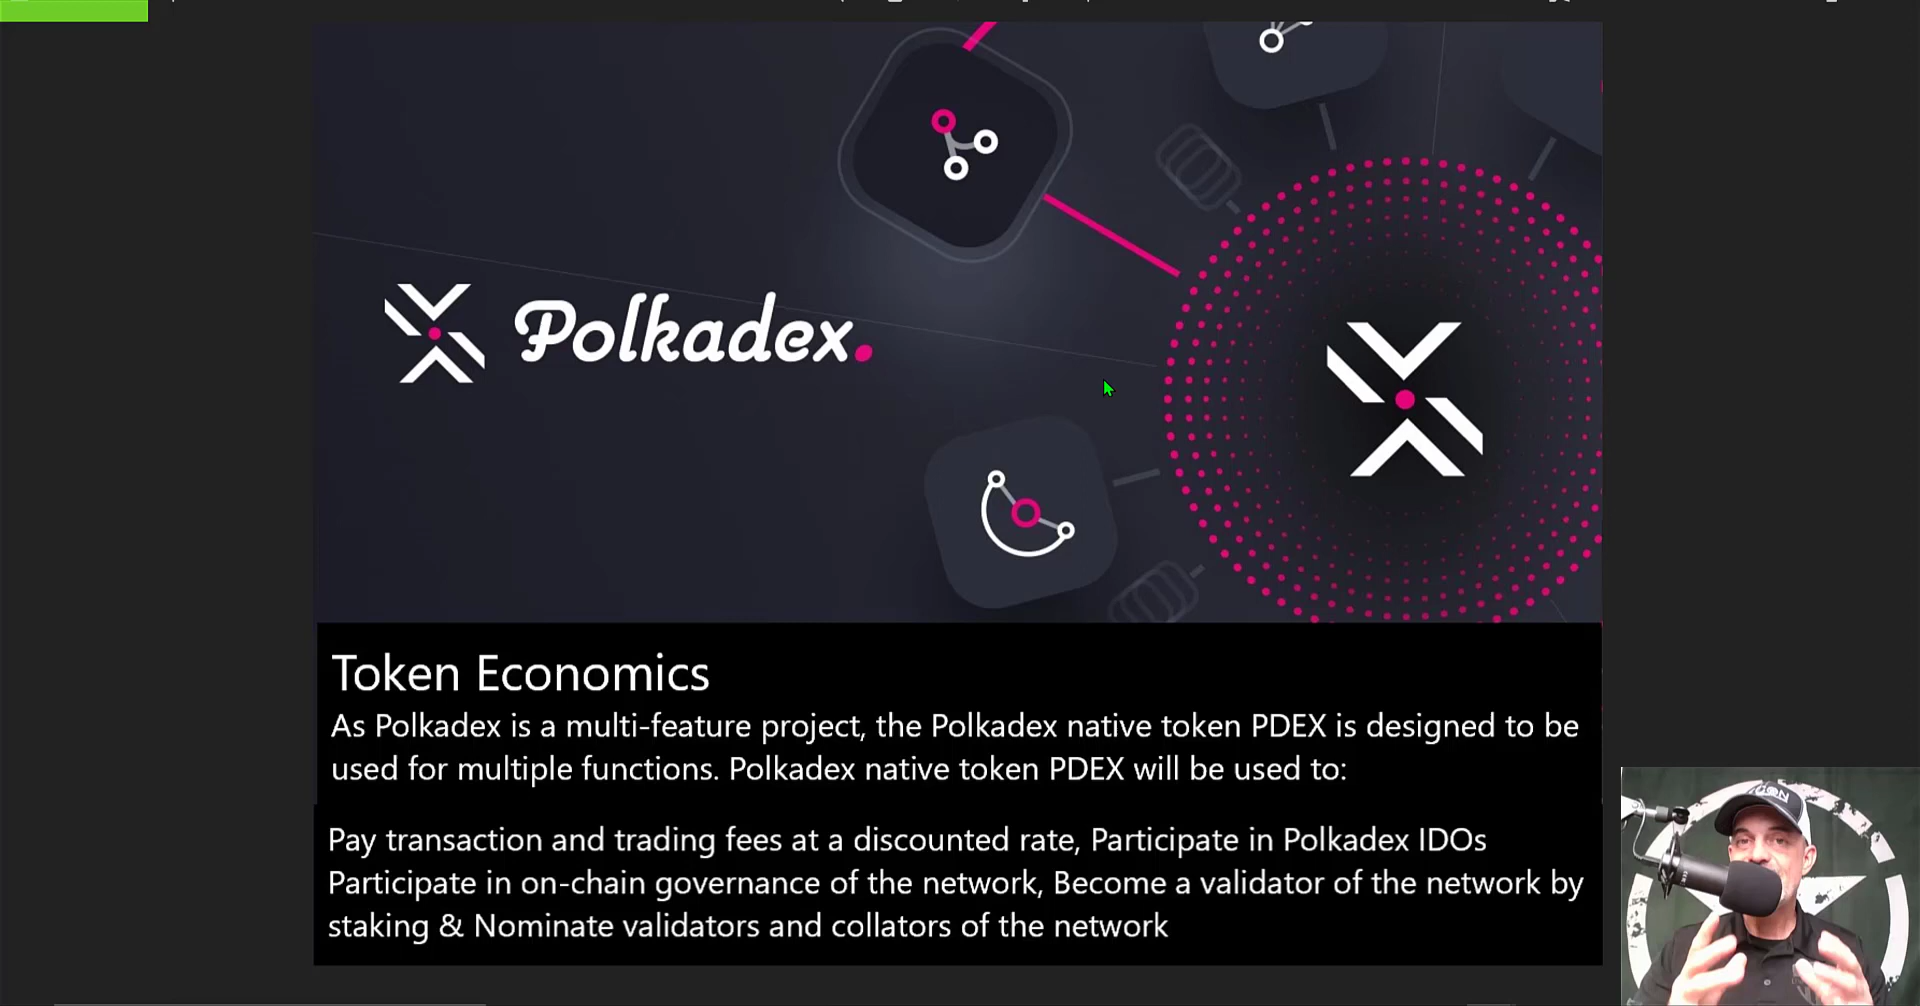 Polkadex.
Token Economics
As Polkadex is a multi-feature project, the Polkadex native token PDEX is designed to be
used for multiple functions. Polkadex native token PDEX will be used to:
Pay transaction and trading fees at a discounted rate, Participate in Polkadex IDOs
Participate in on-chain governance of the network, Become a validator of the network by
staking & Nominate validators and collators of the network